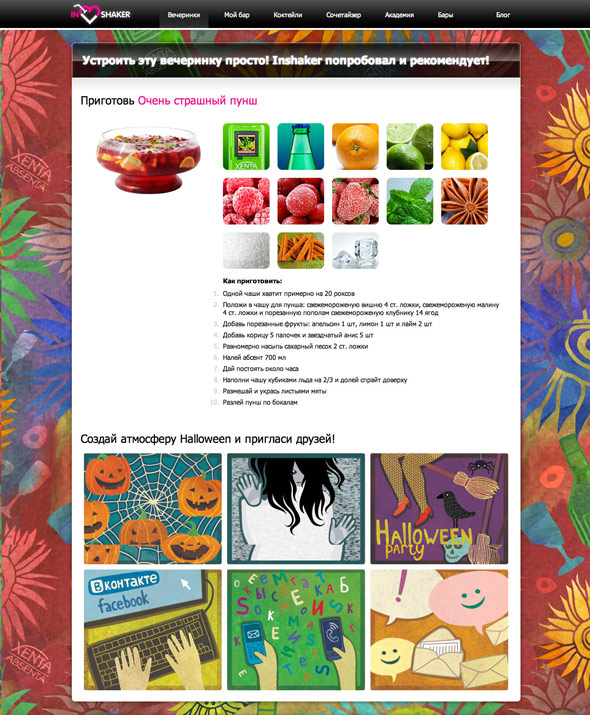 IN SHAKER
Вечеринки Мой бар Коктейли Сочетайзер Академия Бары Блог
Устроить эту вечеринку просто! Inshaker попробовал и рекомендует!
Приготовь Очень страшный пунш
XENTA
Как приготовить:
1. Одной чаши хватит примерно на 20 роксов
2. Положи в чашу для пунша: свежемороженую вишню 4 ст. ложки, свежемороженую малину
4 ст. ложки и порезанную пополам свежемороженую клубнику 14 ягод
3. Добавь порезанные фрукты: апельсин 1 шт, лимон 1 шт и лайм 2 шт
4. Добавь корицу 5 палочек и звездчатый анис 5 шт
5. Равномерно насыпь сахарный песок 2 ст. ложки
6. Налей абсент 700 мл
7. Дай постоять около часа
8. Наполни чашу кубиками льда на 2/3 и долей спрайт доверху
9. Размешай и укрась листьями мяты
10. Разлей пунш по бокалам
Создай атмосферу Halloween и пригласи друзей!
Halloween
party
В контакте
facebook
XENTA
ABSENTA
XENTA
ABSENTA
XENTA
ABSENTA